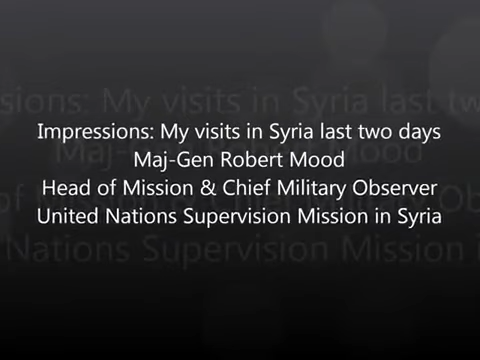 Impressions: My visits in Syria last two days
Maj-Gen Robert Mood
Head of Mission & Chief Military Observer
United Nations Supervision Mission in Syria